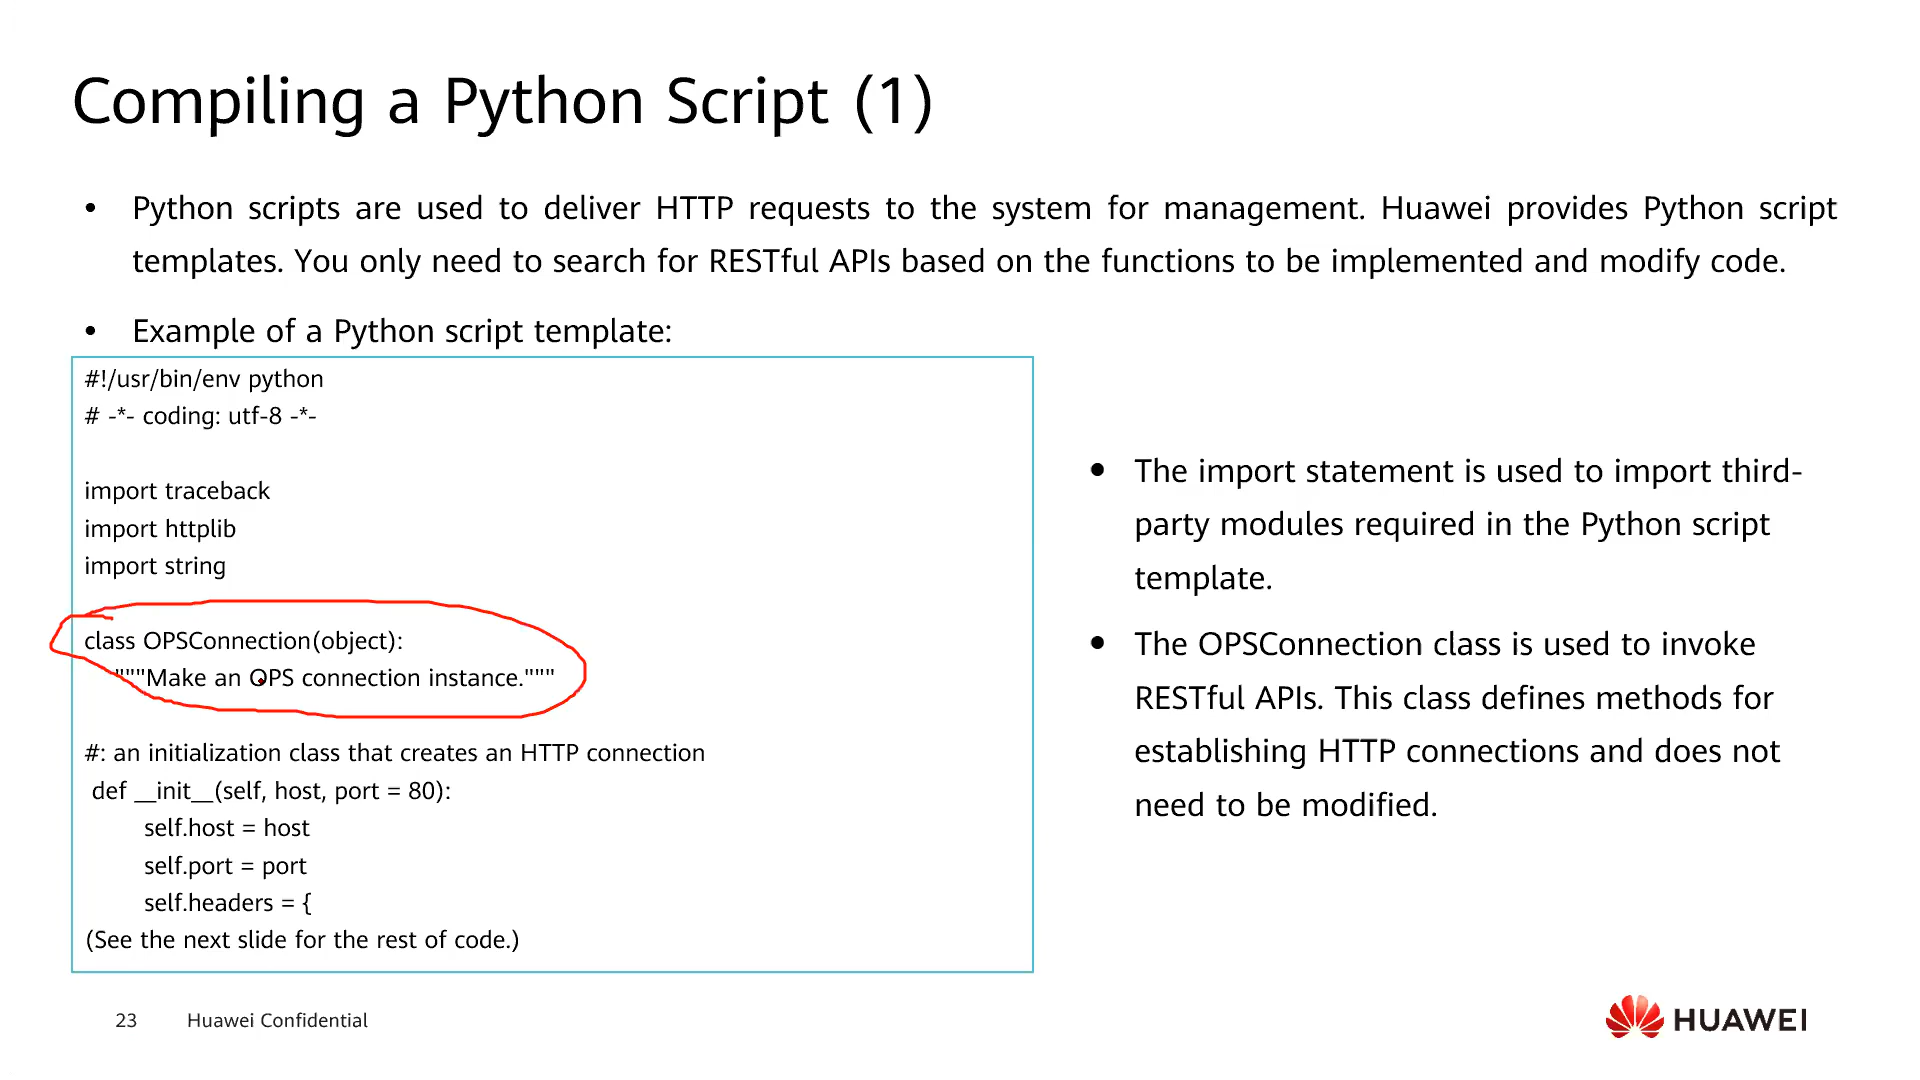 Compiling a Python Script (1)
• Python scripts are used to deliver HTTP requests to the system for management. Huawei provides Python script
templates. You only need to search for RESTful APIs based on the functions to be implemented and modify code.
• Example of a Python script template:
#!/usr/bin/env python
# -*- coding: utf-8 -*-
import traceback
import httplib
import string
class OPSConnection(object):
"""Make an OPS connection instance."""
#: an initialization class that creates an HTTP connection
def __init__(self, host, port = 80):
self.host = host
self.port = port
self.headers = {
(See the next slide for the rest of code.)
• The import statement is used to import third-
party modules required in the Python script
template.
• The OPSConnection class is used to invoke
RESTful APIs. This class defines methods for
establishing HTTP connections and does not
need to be modified.
23 Huawei Confidential
HUAWEI